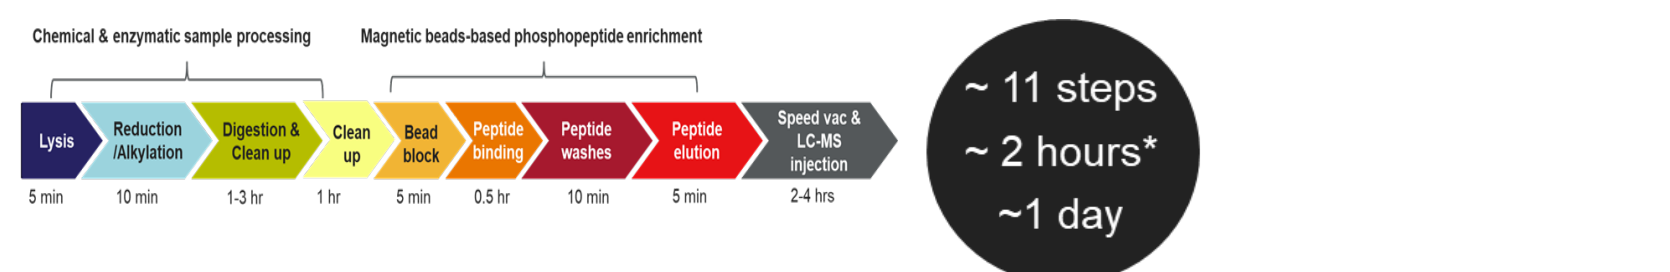 Chemical & enzymatic sample processing
Magnetic beads-based phosphopeptide enrichment
Lysis
Reduction
/Alkylation
Digestion &
Clean up
Clean
up
Bead
block
Peptide
binding
Peptide
washes
Peptide
elution
Speed vac &
LC-MS
injection
5 min
10 min
1-3 hr
1 hr
5 min
0.5 hr
10 min
5 min
2-4 hrs
~ 11 steps
~ 2 hours*
~1 day